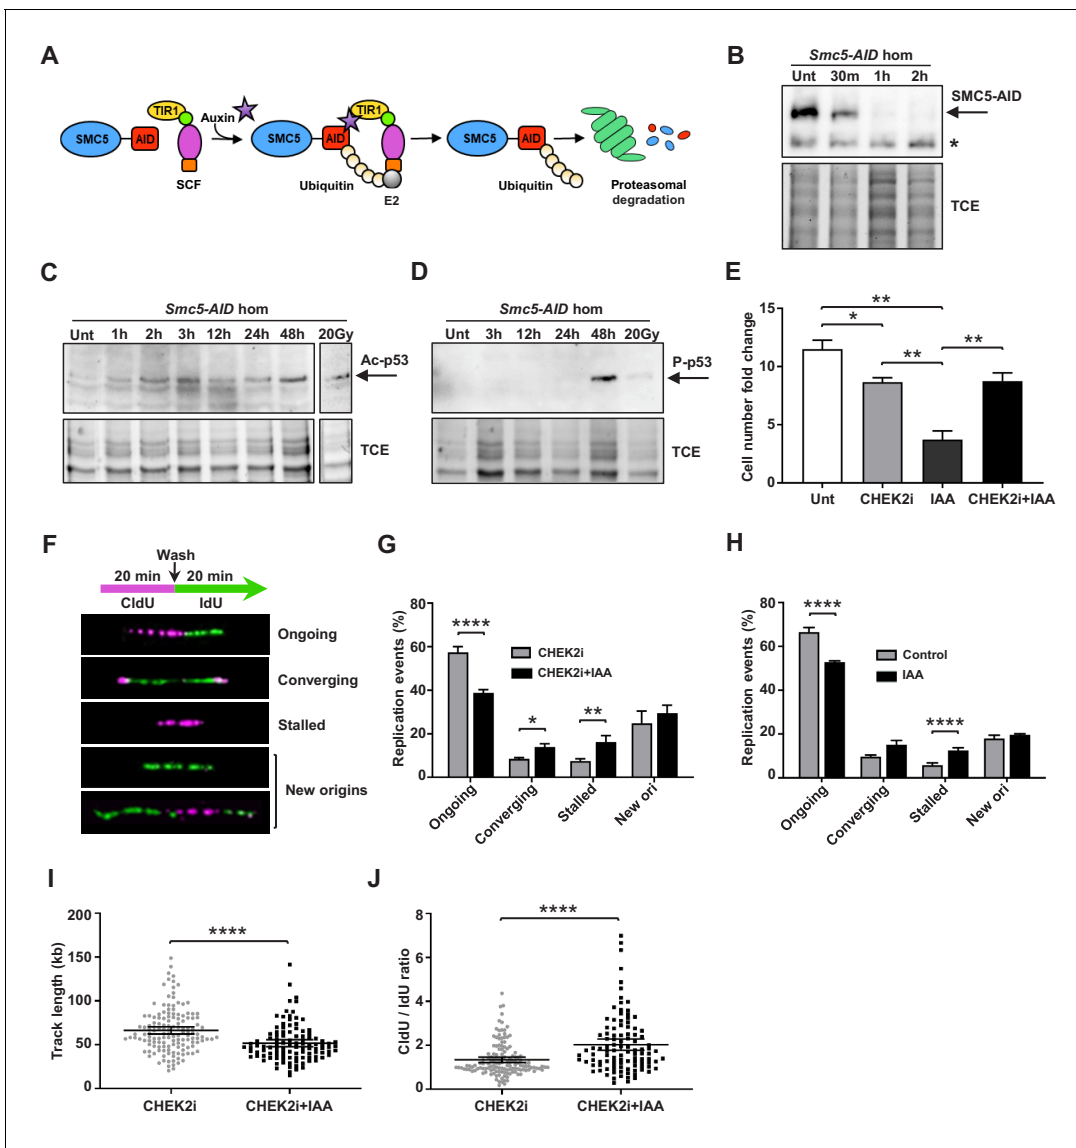 A
TIR1
Auxin
TIR1
SMC5
AID
SMC5
AID
SMC5
AID
SCF
Ubiquitin
E2
Ubiquitin
Proteasomal
degradation
B
Smc5-AID hom
Unt 30m 1h 2h
SMC5-AID
*
TCE
C
Smc5-AID hom
Unt 1h 2h 3h 12h 24h 48h 20Gy
Ac-p53
TCE
D
Smc5-AID hom
Unt 3h 12h 24h 48h 20Gy
P-p53
TCE
E
Cell number fold change
15
10
5
0
**
*
**
**
Unt CHEK2i IAA CHEK2i+IAA
F
Wash
20 min 20 min
CldU IdU
Ongoing
Converging
Stalled
New origins
G
Replication events (%)
80
60
40
20
0
****
*
**
CHEK2i
CHEK2i+IAA
Ongoing
Converging
Stalled
New ori
H
Replication events (%)
80
60
40
20
0
****
****
Control
IAA
Ongoing
Converging
Stalled
New ori
I
Track length (kb)
200
150
100
50
0
****
CHEK2i CHEK2i+IAA
J
CldU / IdU ratio
8
6
4
2
0
****
CHEK2i CHEK2i+IAA